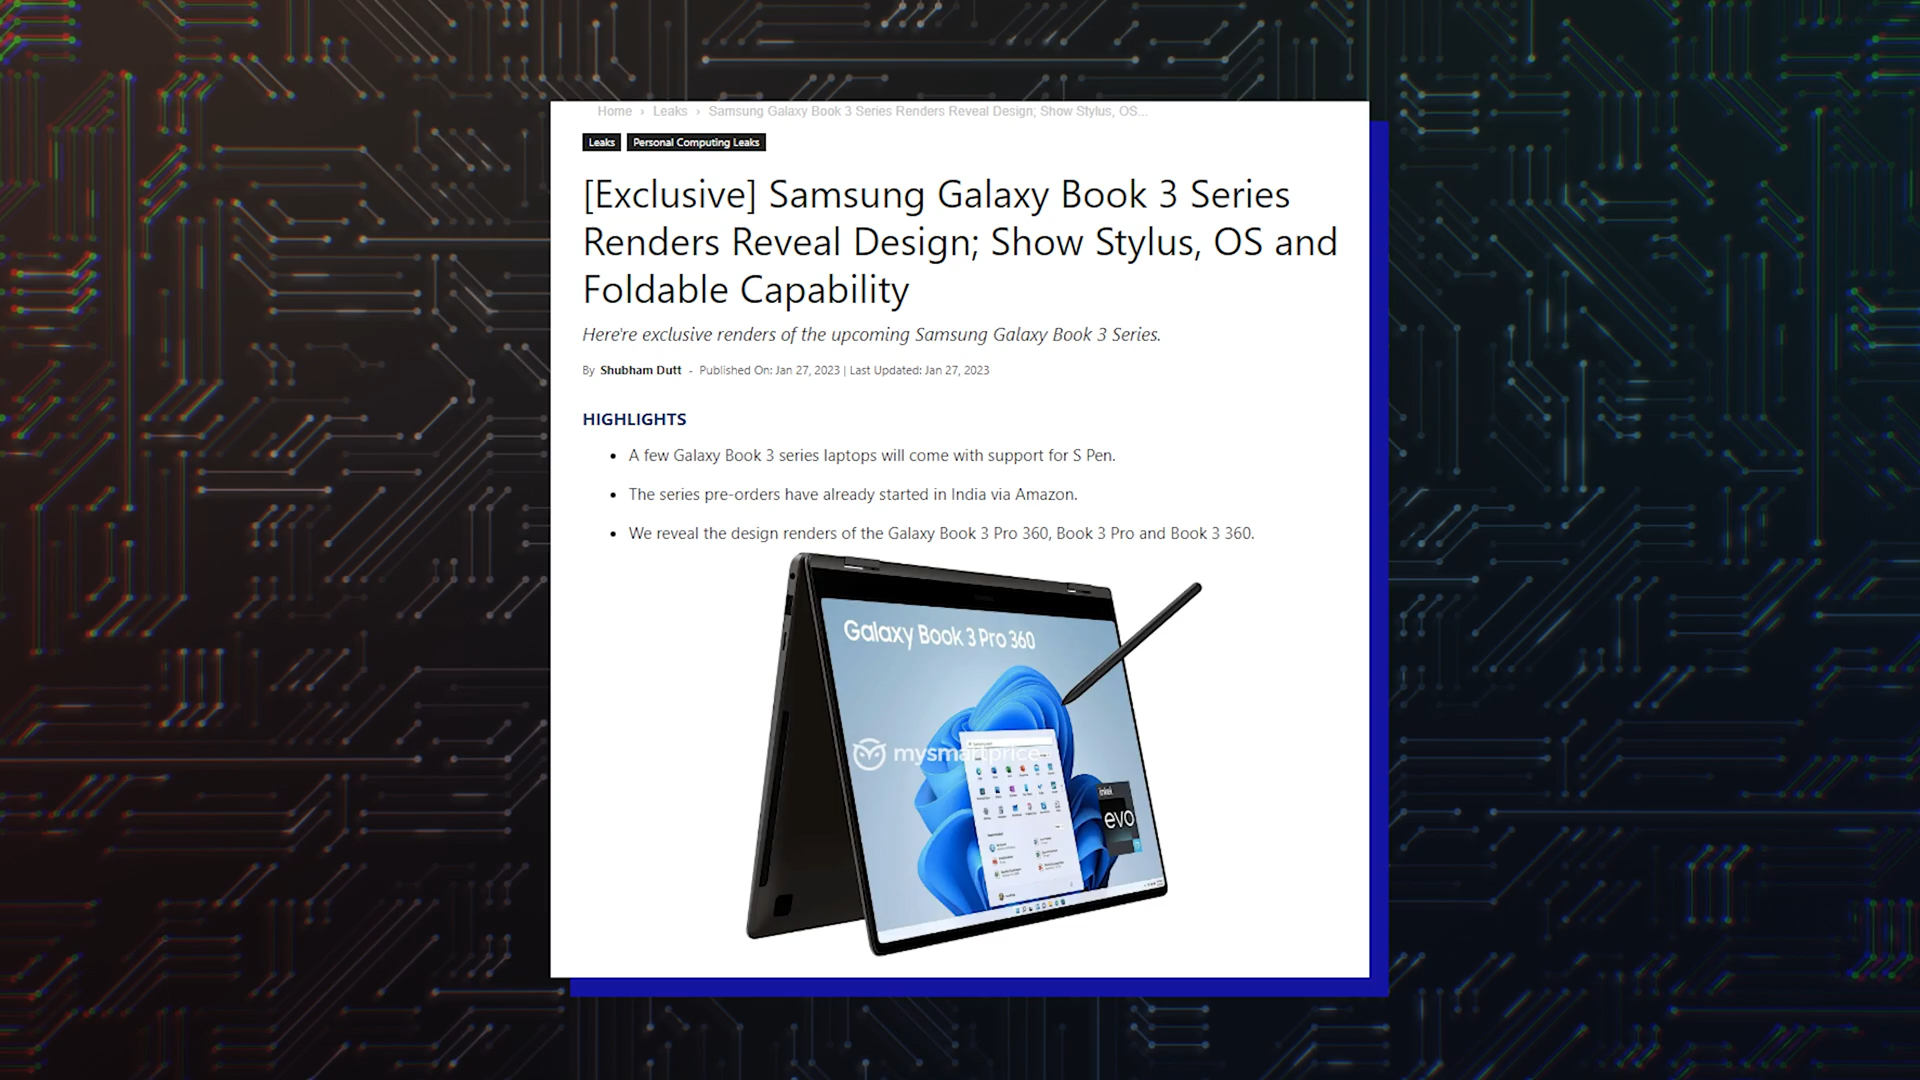 Home › Leaks › Samsung Galaxy Book 3 Series Renders Reveal Design; Show Stylus, OS...
Leaks Personal Computing Leaks
[Exclusive] Samsung Galaxy Book 3 Series
Renders Reveal Design; Show Stylus, OS and
Foldable Capability
Here're exclusive renders of the upcoming Samsung Galaxy Book 3 Series.
By Shubham Dutt - Published On: Jan 27, 2023 | Last Updated: Jan 27, 2023
HIGHLIGHTS
• A few Galaxy Book 3 series laptops will come with support for S Pen.
• The series pre-orders have already started in India via Amazon.
• We reveal the design renders of the Galaxy Book 3 Pro 360, Book 3 Pro and Book 3 360.
Galaxy Book 3 Pro 360
mysmartprice
intel
evo